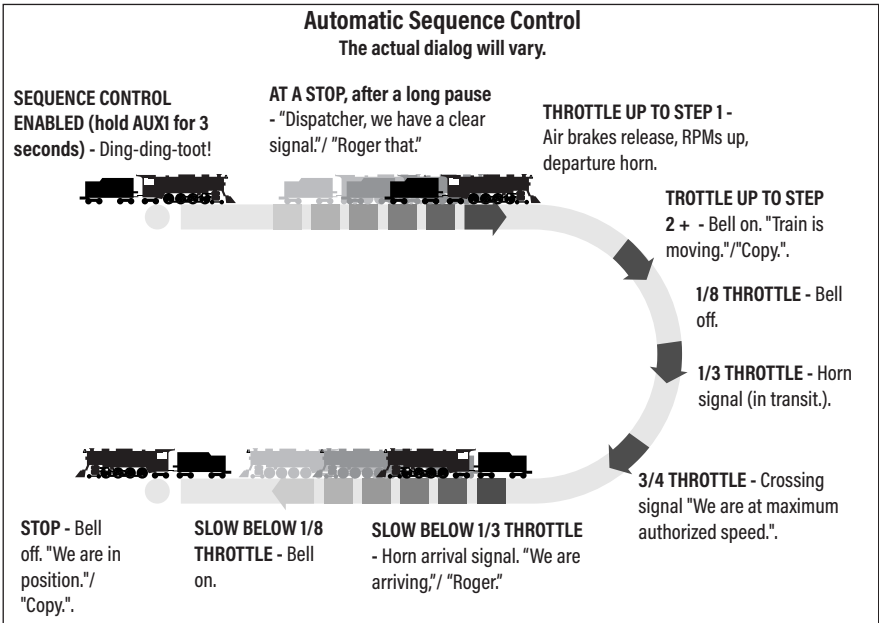 Automatic Sequence Control
The actual dialog will vary.
SEQUENCE CONTROL
ENABLED (hold AUX1 for 3
seconds) - Ding-ding-toot!
AT A STOP, after a long pause
- “Dispatcher, we have a clear
signal.”/ “Roger that.”
THROTTLE UP TO STEP 1 -
Air brakes release, RPMs up,
departure horn.
TROTTLE UP TO STEP
2 + - Bell on. "Train is
moving."/"Copy.".
1/8 THROTTLE - Bell
off.
1/3 THROTTLE - Horn
signal (in transit.).
3/4 THROTTLE - Crossing
signal "We are at maximum
authorized speed.".
SLOW BELOW 1/3 THROTTLE
- Horn arrival signal. “We are
arriving,”/ “Roger.”
SLOW BELOW 1/8
THROTTLE - Bell
on.
STOP - Bell
off. "We are in
position."/
"Copy.".